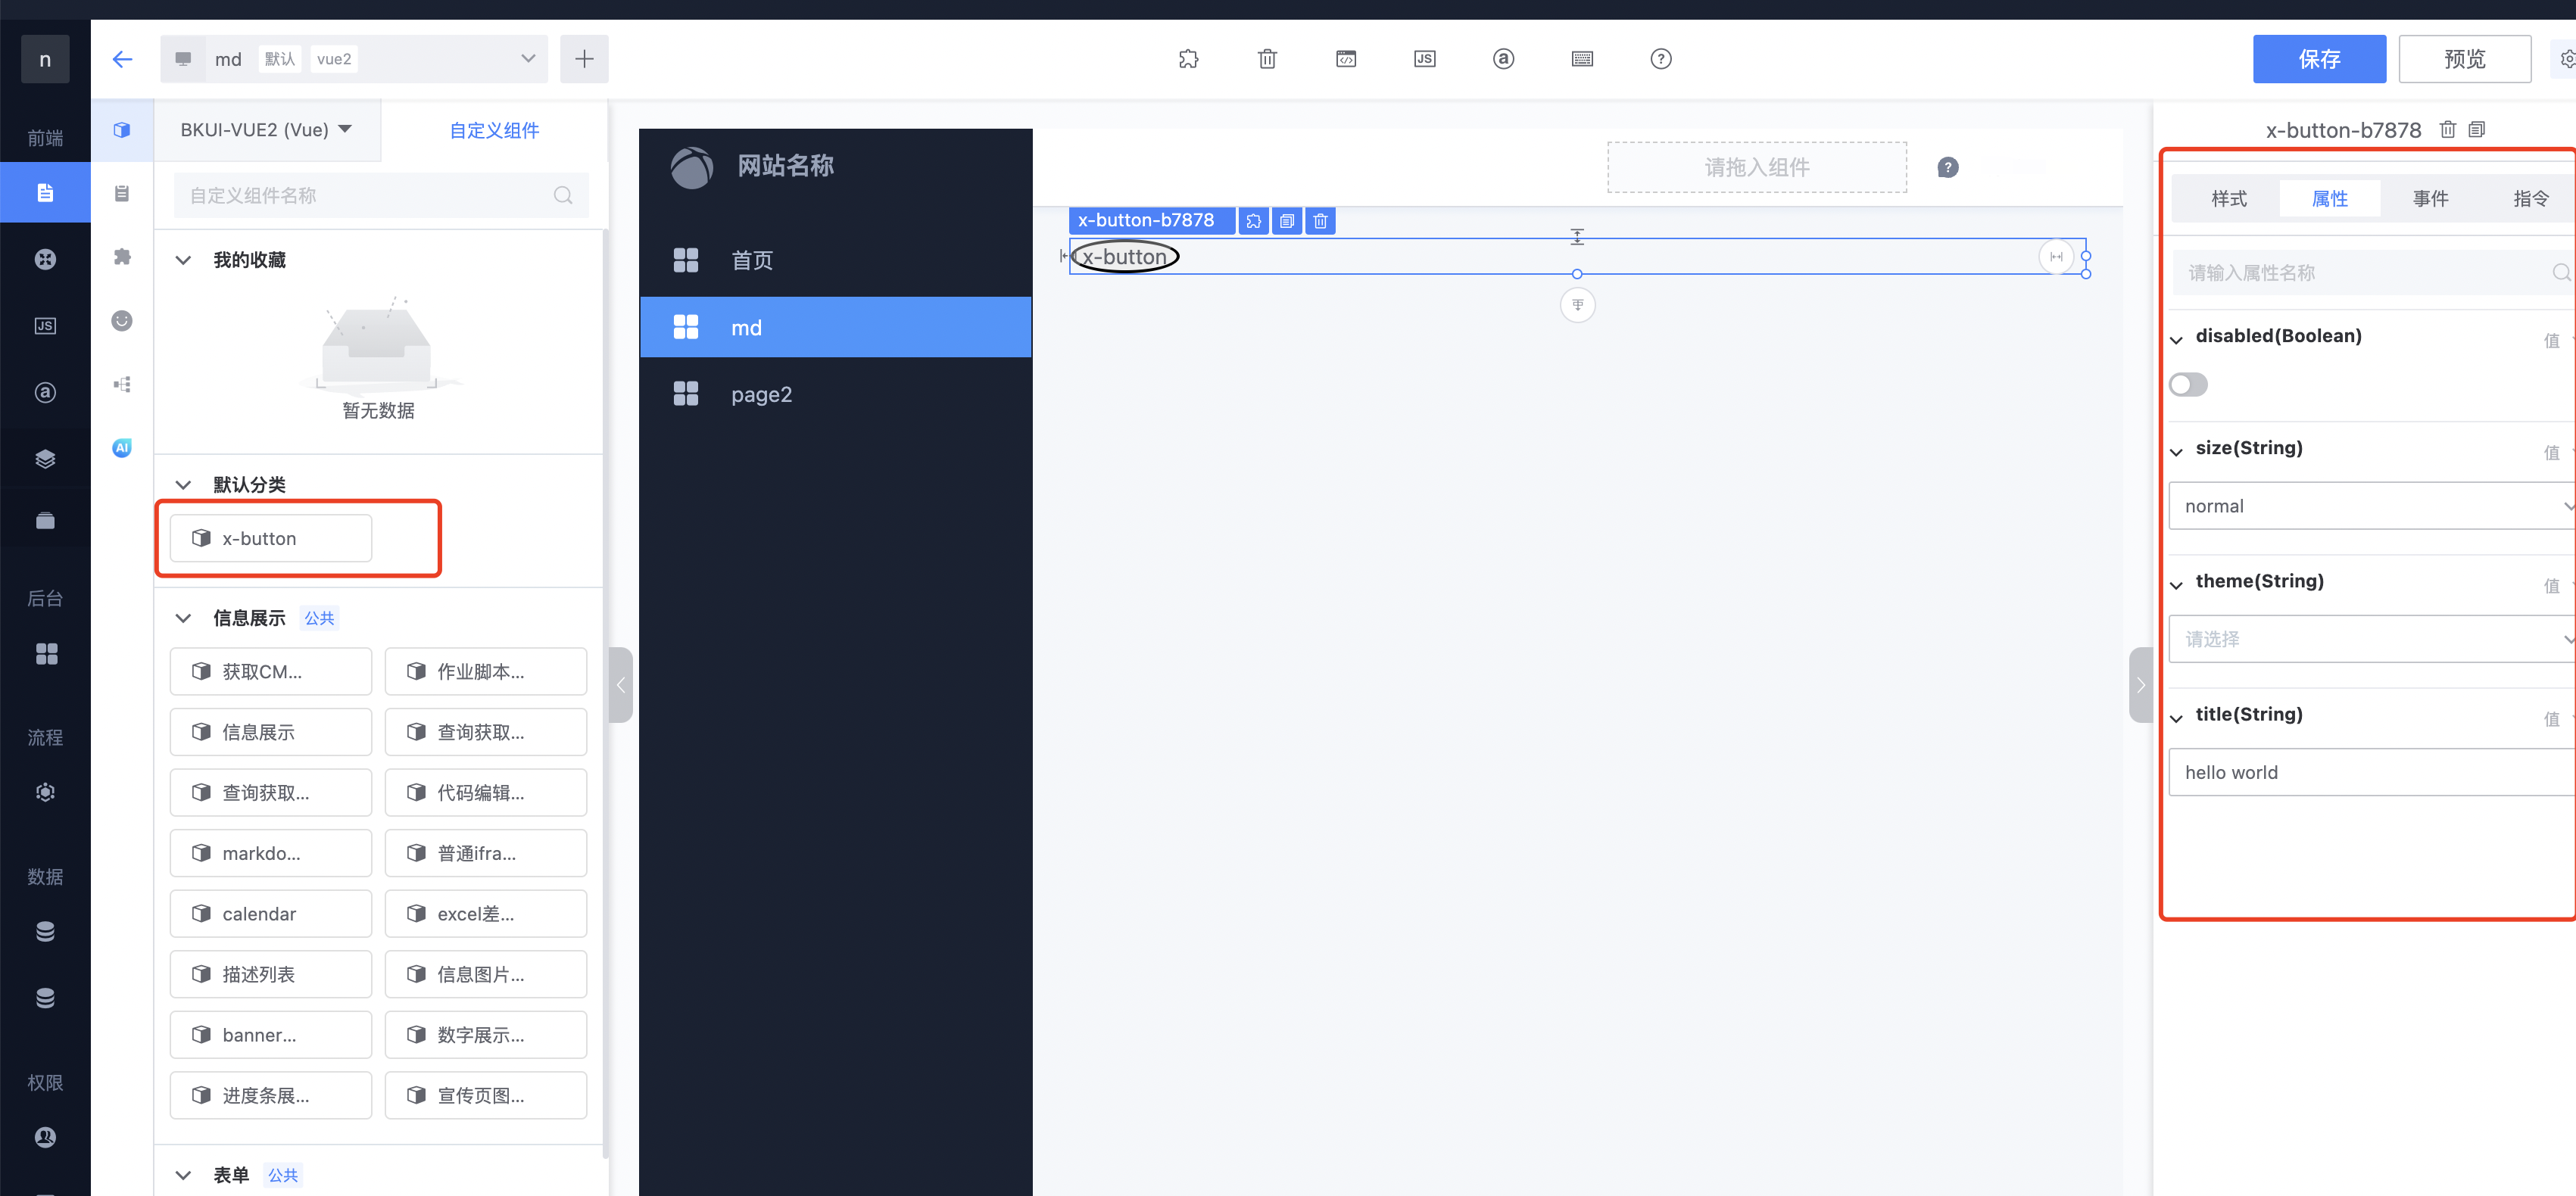 n
md 默认 vue2
保存
预览
前端
后台
流程
数据
权限
JS
AI
BKUI-VUE2 (Vue)
自定义组件
自定义组件名称
我的收藏
暂无数据
默认分类
x-button
信息展示 公共
获取CM...
作业脚本...
信息展示
查询获取...
查询获取...
代码编辑...
markdo...
普通ifra...
calendar
excel差...
描述列表
信息图片...
banner...
数字展示...
进度条展...
宣传页图...
表单 公共
网站名称
首页
md
page2
请拖入组件
x-button-b7878
x-button
x-button-b7878
样式 属性 事件 指令
请输入属性名称
disabled(Boolean) 值
size(String) 值
normal
theme(String) 值
请选择
title(String) 值
hello world